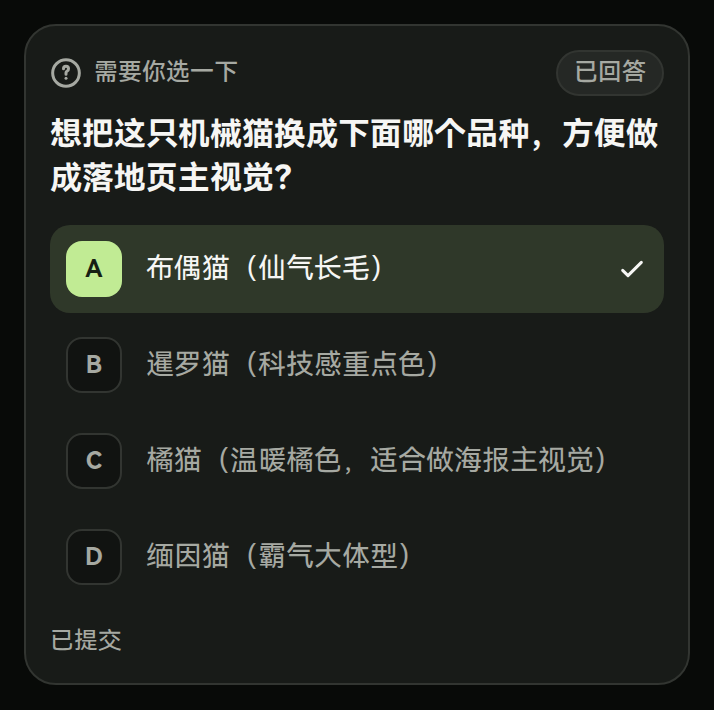 需要你选一下
已回答
想把这只机械猫换成下面哪个品种，方便做
成落地页主视觉？
A 布偶猫（仙气长毛）
B 暹罗猫（科技感重点色）
C 橘猫（温暖橘色，适合做海报主视觉）
D 缅因猫（霸气大体型）
已提交